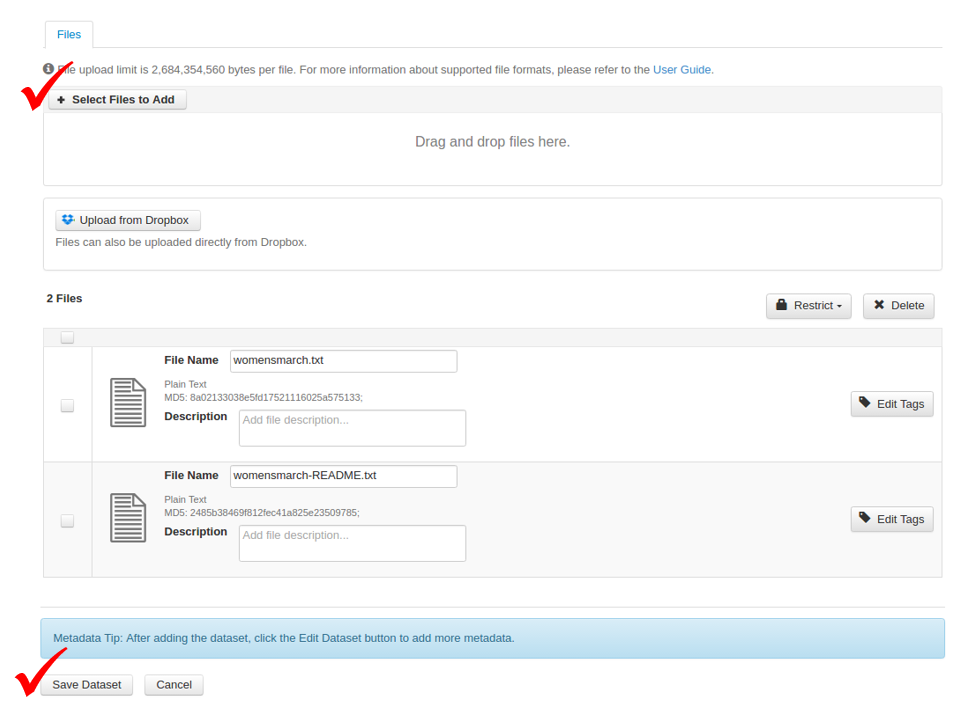 Files
File upload limit is 2,684,354,560 bytes per file. For more information about supported file formats, please refer to the User Guide.
Select Files to Add
Drag and drop files here.
Upload from Dropbox
Files can also be uploaded directly from Dropbox.
2 Files
Restrict
Delete
File Name womensmarch.txt
Plain Text
MD5: 8a02133038e5fd17521116025a575133;
Edit Tags
Description Add file description...
File Name womensmarch-README.txt
Plain Text
MD5: 2485b38469f812fec41a825e23509785;
Edit Tags
Description Add file description...
Metadata Tip: After adding the dataset, click the Edit Dataset button to add more metadata.
Save Dataset Cancel